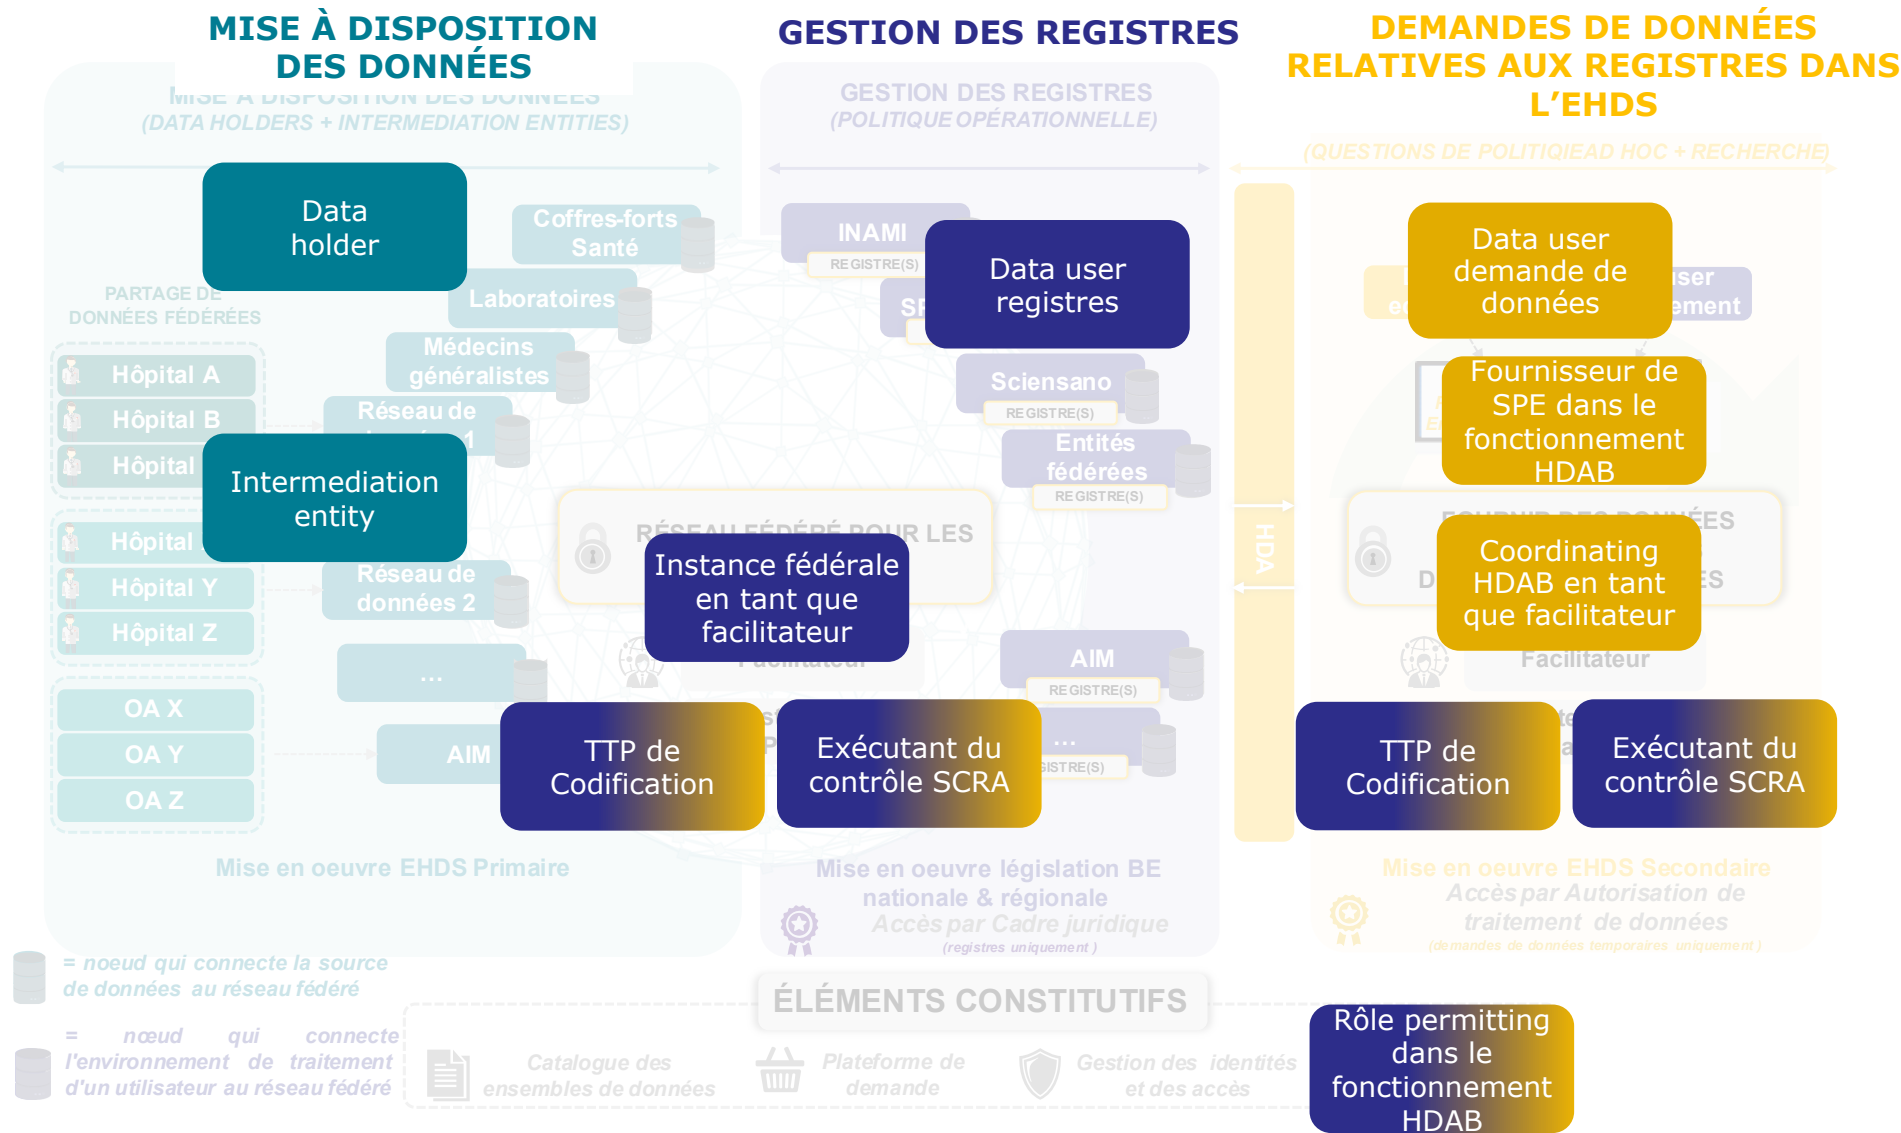 MISE À DISPOSITION
DES DONNÉES
GESTION DES REGISTRES
DEMANDES DE DONNÉES
RELATIVES AUX REGISTRES DANS
L’EHDS
MISE À DISPOSITION DES DONNÉES
(DATA HOLDERS + INTERMEDIATION ENTITIES)
GESTION DES REGISTRES
(POLITIQUE OPÉRATIONNELLE)
(QUESTIONS DE POLITIQIEAD HOC + RECHERCHE)
Data
holder
Coffres-forts
Santé
Laboratoires
Médecins
généralistes
PARTAGE DE
DONNÉES FÉDÉRÉES
Hôpital A
Hôpital B
Hôpital
Réseau de
1
Intermediation
entity
Hôpital
Hôpital Y
Hôpital Z
Réseau de
données 2
...
OA X
OA Y
OA Z
AIM
Mise en oeuvre EHDS Primaire
INAMI
REGISTRE(S)
Data user
registres
Sciensano
REGISTRE(S)
Entités
fédérées
REGISTRE(S)
RÉSEAU FÉDÉRÉ POUR LES
Instance fédérale
en tant que
facilitateur
Facilitateur
AIM
REGISTRE(S)
...
TTP de
Codification
Exécutant du
contrôle SCRA
Mise en oeuvre législation BE
nationale & régionale
Accès par Cadre juridique
(registres uniquement )
HDA
Data user
demande de
données
Fournisseur de
SPE dans le
fonctionnement
HDAB
FOURNIR DES DONNÉES
Coordinating
HDAB en tant
que facilitateur
Facilitateur
TTP de
Codification
Exécutant du
contrôle SCRA
Mise en oeuvre EHDS Secondaire
Accès par Autorisation de
traitement de données
(demandes de données temporaires uniquement )
= noeud qui connecte la source
de données au réseau fédéré
= nœud qui connecte
l'environnement de traitement
d'un utilisateur au réseau fédéré
ÉLÉMENTS CONSTITUTIFS
Catalogue des
ensembles de données
Plateforme de
demande
Gestion des identités
et des accès
Rôle permitting
dans le
fonctionnement
HDAB